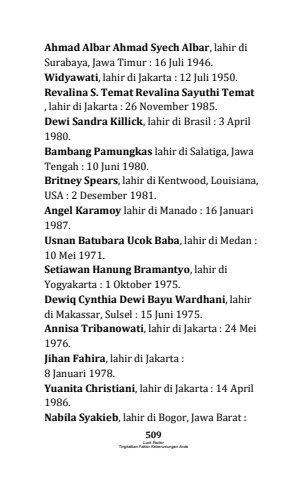 Ahmad Albar Ahmad Syech Albar, lahir di
Surabaya, Jawa Timur : 16 Juli 1946.
Widyawati, lahir di Jakarta : 12 Juli 1950.
Revalina S. Temat Revalina Sayuthi Temat
, lahir di Jakarta : 26 November 1985.
Dewi Sandra Killick, lahir di Brasil : 3 April
1980.
Bambang Pamungkas lahir di Salatiga, Jawa
Tengah : 10 Juni 1980.
Britney Spears, lahir di Kentwood, Louisiana,
USA : 2 Desember 1981.
Angel Karamoy lahir di Manado : 16 Januari
1987.
Usnan Batubara Ucok Baba, lahir di Medan :
10 Mei 1971.
Setiawan Hanung Bramantyo, lahir di
Yogyakarta : 1 Oktober 1975.
Dewiq Cynthia Dewi Bayu Wardhani, lahir
di Makassar, Sulsel : 15 Juni 1975.
Annisa Tribanowati, lahir di Jakarta : 24 Mei
1976.
Jihan Fahira, lahir di Jakarta :
8 Januari 1978.
Yuanita Christiani, lahir di Jakarta : 14 April
1986.
Nabila Syakieb, lahir di Bogor, Jawa Barat :
509
Luck Factor
Tingkatkan Faktor Keberuntungan Anda